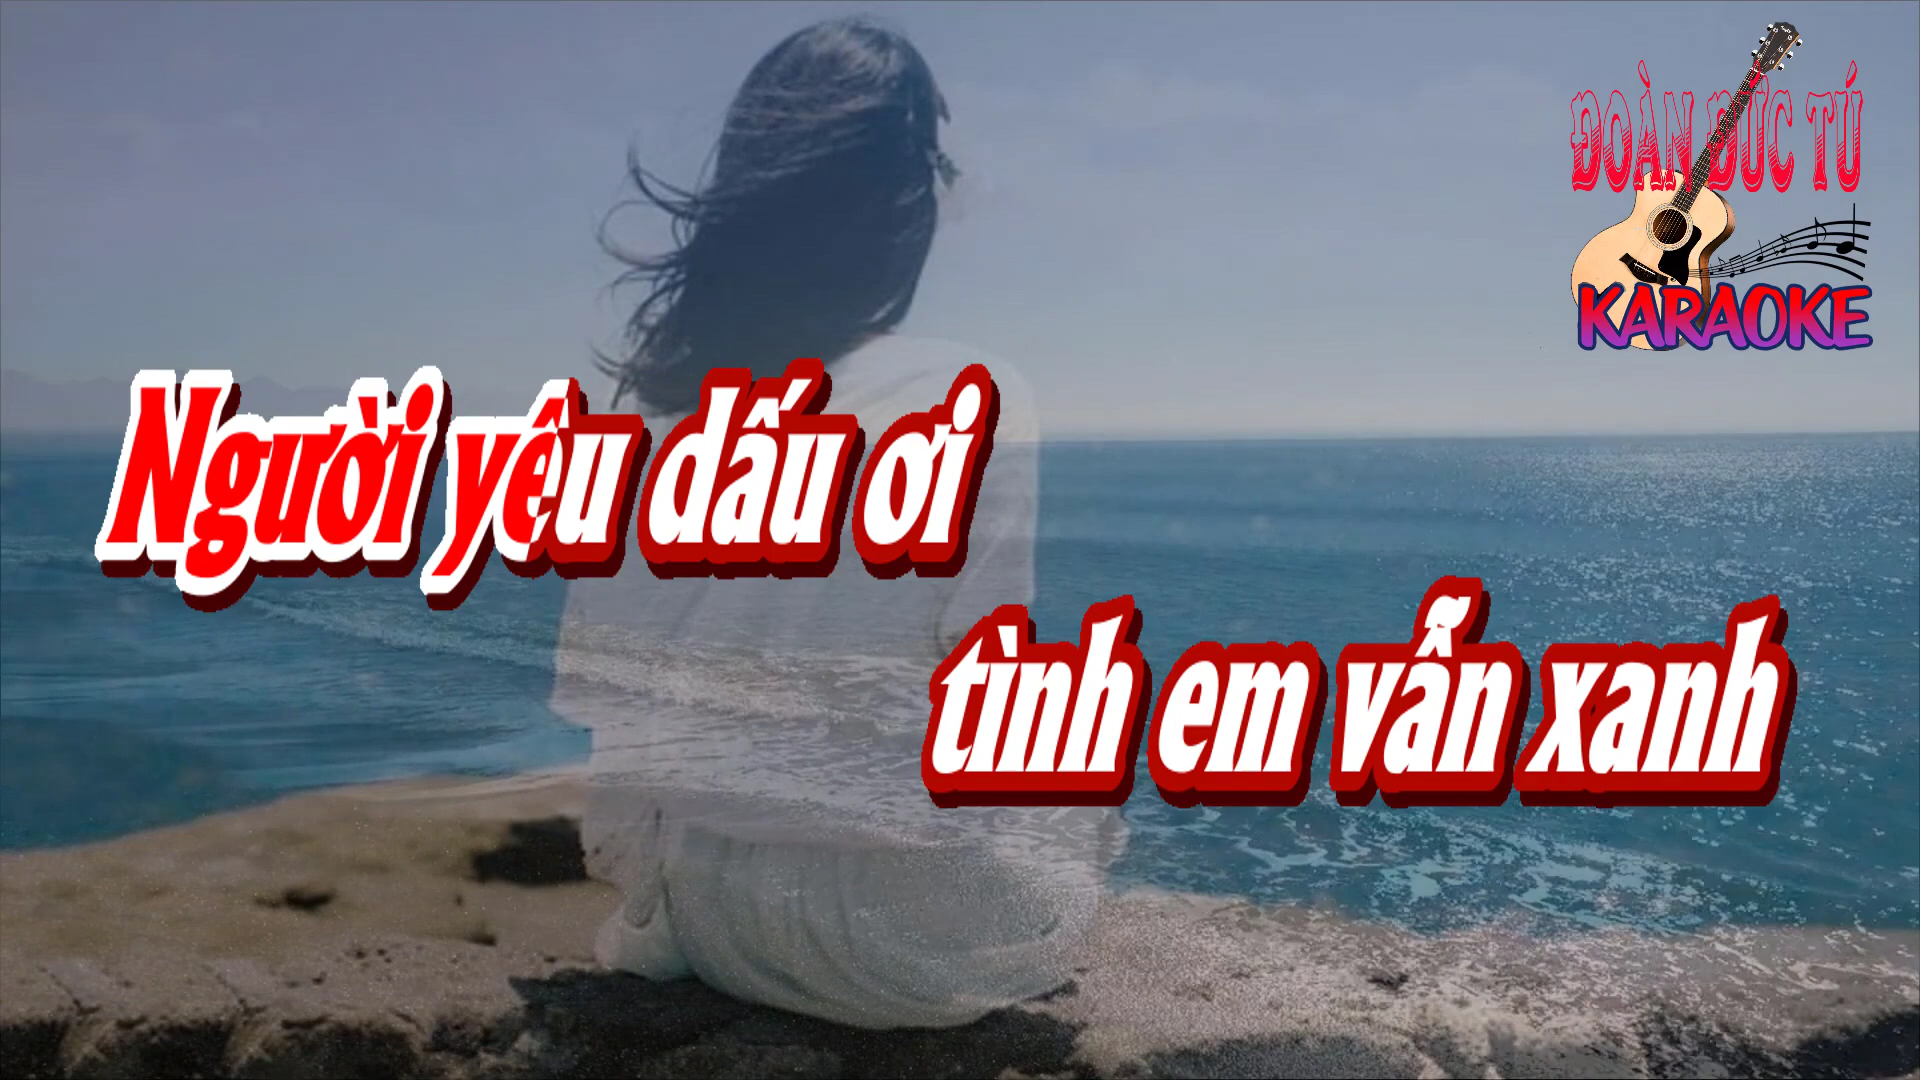 ĐOÀN ĐỨC TÚ
KARAOKE
Người yêu dấu ơi
tình em vẫn xanh